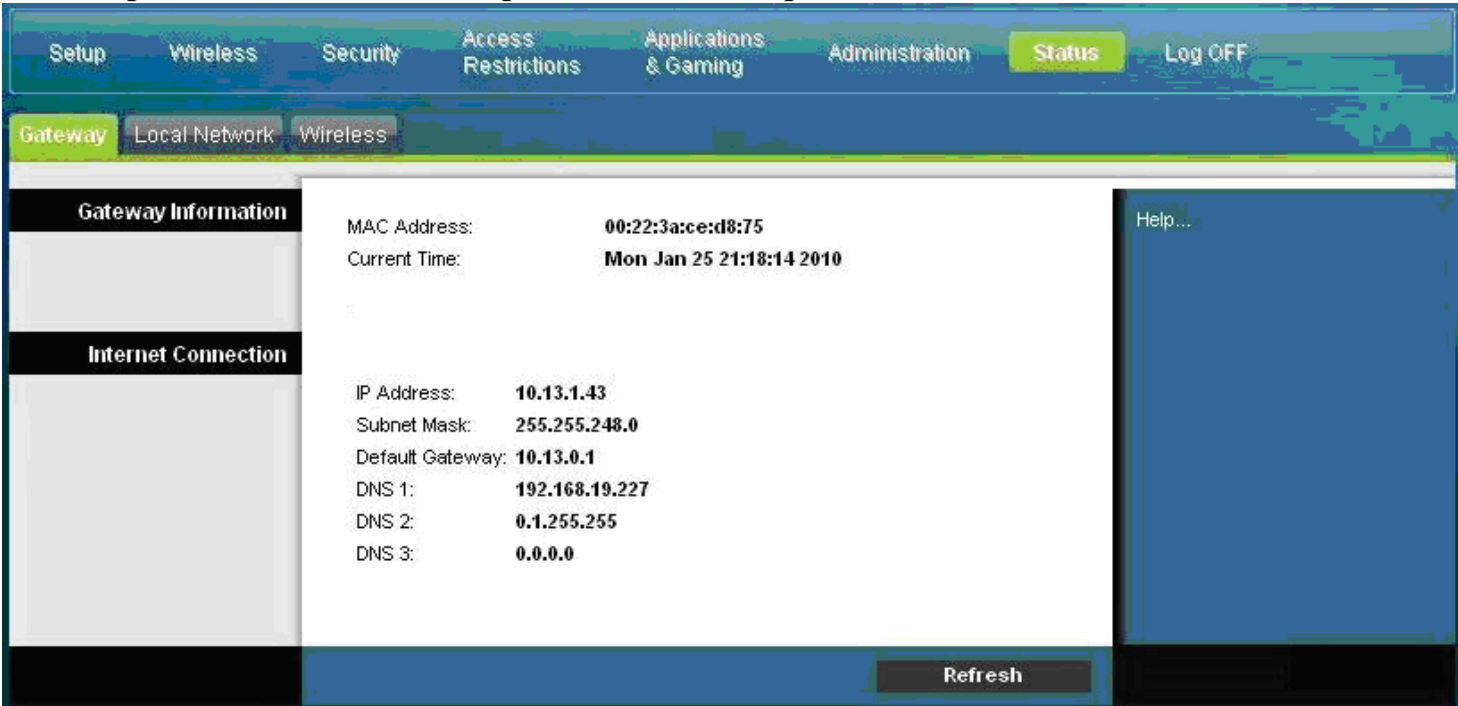 Setup Wireless Security Access Restrictions Applications & Gaming Administration Status Log OFF
Gateway Local Network Wireless
Gateway Information
MAC Address: 00:22:3a:ce:d8:75
Current Time: Mon Jan 25 21:18:14 2010
Help...
Internet Connection
IP Address: 10.13.1.43
Subnet Mask: 255.255.248.0
Default Gateway: 10.13.0.1
DNS 1: 192.168.19.227
DNS 2: 0.1.255.255
DNS 3: 0.0.0.0
Refresh